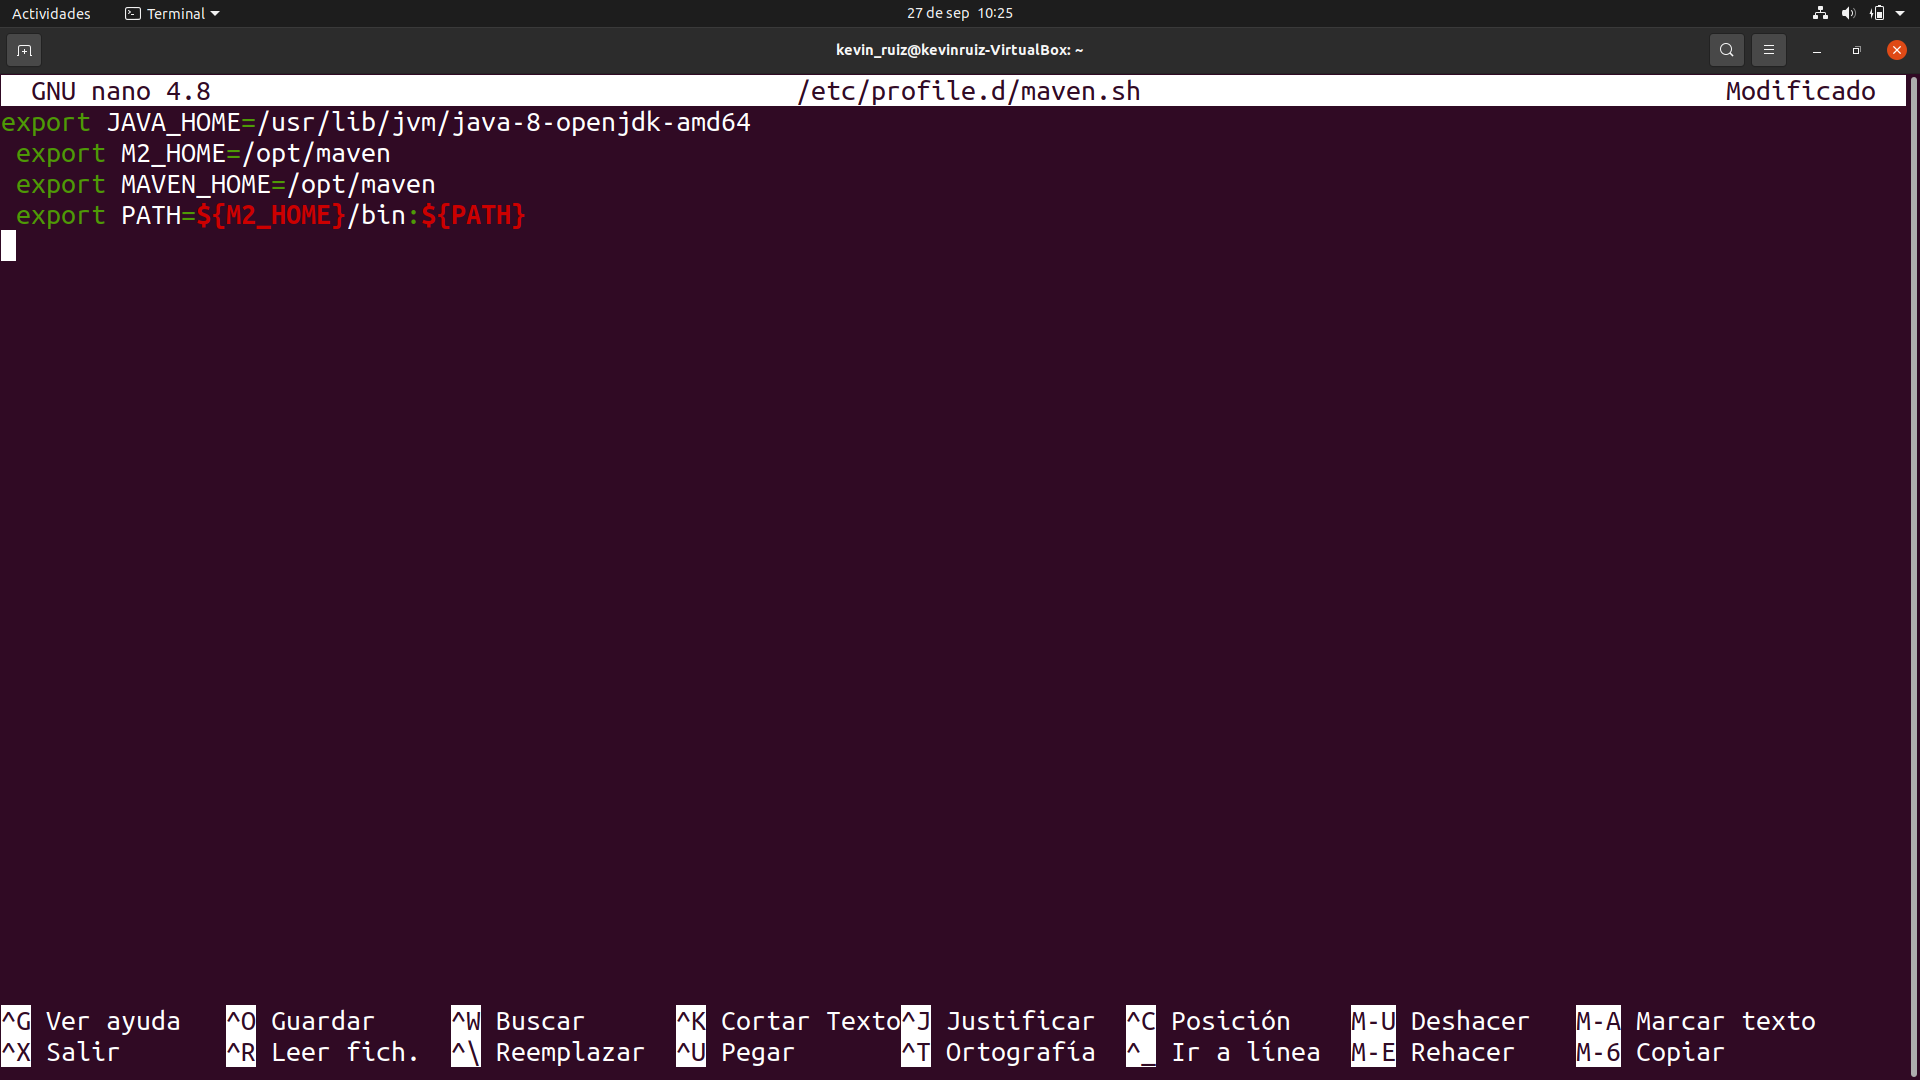 Actividades Terminal 27 de sep 10:25
kevin_ruiz@kevinruiz-VirtualBox: ~
GNU nano 4.8 /etc/profile.d/maven.sh Modificado
export JAVA_HOME=/usr/lib/jvm/java-8-openjdk-amd64
 export M2_HOME=/opt/maven
 export MAVEN_HOME=/opt/maven
 export PATH=${M2_HOME}/bin:${PATH}
^G Ver ayuda ^O Guardar ^W Buscar ^K Cortar Texto ^J Justificar ^C Posición M-U Deshacer M-A Marcar texto
^X Salir ^R Leer fich. ^\ Reemplazar ^U Pegar ^T Ortografía ^_ Ir a línea M-E Rehacer M-6 Copiar